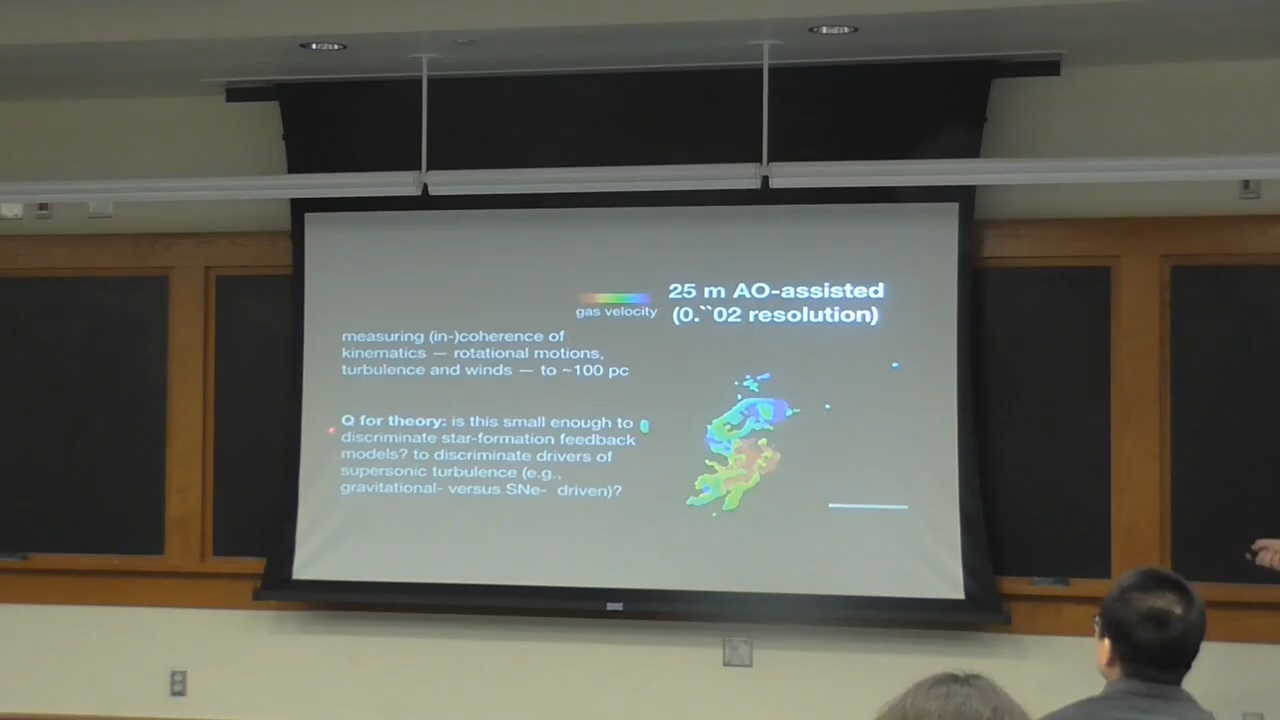 25 m AO-assisted
(0.``02 resolution)
gas velocity
measuring (in-)coherence of
kinematics — rotational motions,
turbulence and winds — to ~100 pc
Q for theory: is this small enough to
discriminate star-formation feedback
models? to discriminate drivers of
supersonic turbulence (e.g.,
gravitational- versus SNe- driven)?